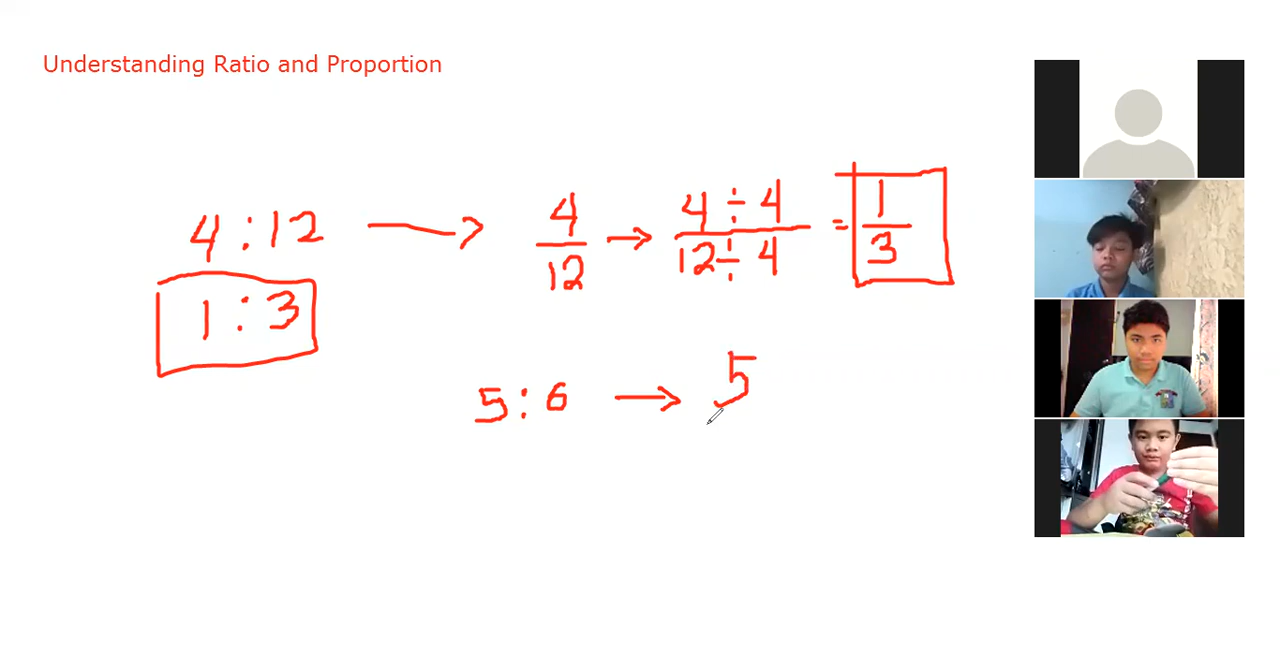 Understanding Ratio and Proportion
4 : 12 → 4/12 → 4 ÷ 4 / 12 ÷ 4 = 1/3
1 : 3
5 : 6 → 5